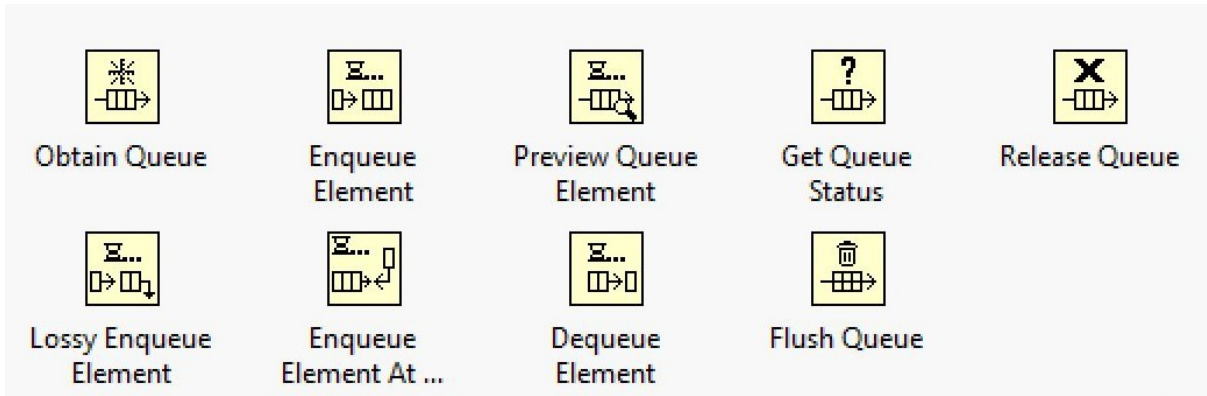 ?
X
Obtain Queue
Enqueue
Element
Preview Queue
Element
Get Queue
Status
Release Queue
Lossy Enqueue
Element
Enqueue
Element At ...
Dequeue
Element
Flush Queue